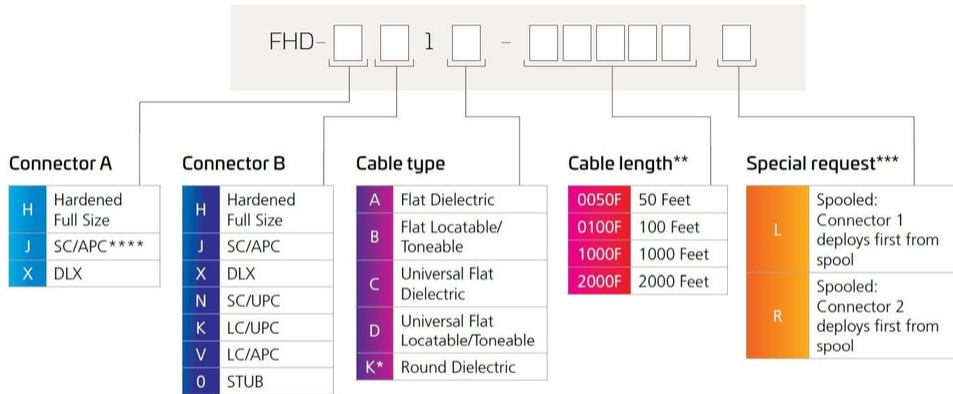 FHD- 1 -
Connector A
H Hardened
Full Size
J SC/APC****
X DLX
Connector B
H Hardened
Full Size
J SC/APC
X DLX
N SC/UPC
K LC/UPC
V LC/APC
0 STUB
Cable type
A Flat Dielectric
B Flat Locatable/
Toneable
C Universal Flat
Dielectric
D Universal Flat
Locatable/Toneable
K* Round Dielectric
Cable length**
0050F 50 Feet
0100F 100 Feet
1000F 1000 Feet
2000F 2000 Feet
Special request***
L Spooled:
Connector 1
deploys first from
spool
R Spooled:
Connector 2
deploys first from
spool